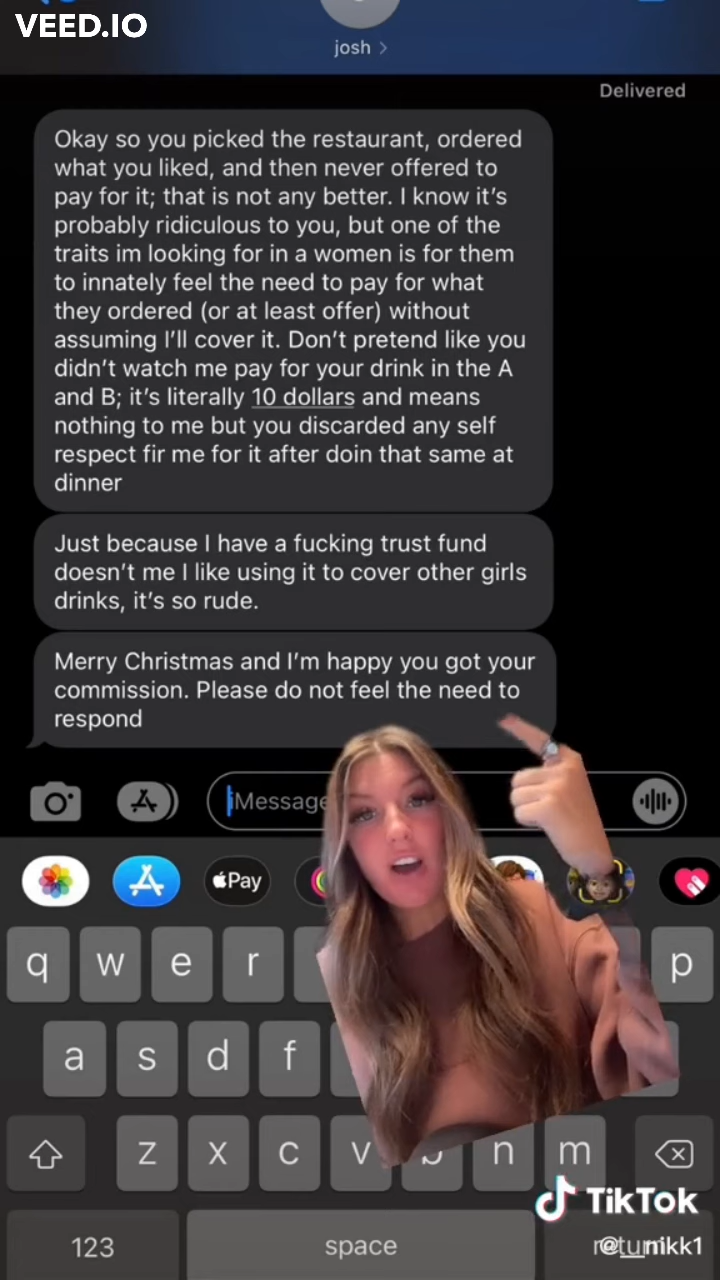 VEED.IO
josh >
Delivered
Okay so you picked the restaurant, ordered
what you liked, and then never offered to
pay for it; that is not any better. I know it’s
probably ridiculous to you, but one of the
traits im looking for in a women is for them
to innately feel the need to pay for what
they ordered (or at least offer) without
assuming I’ll cover it. Don’t pretend like you
didn’t watch me pay for your drink in the A
and B; it’s literally 10 dollars and means
nothing to me but you discarded any self
respect fir me for it after doin that same at
dinner
Just because I have a fucking trust fund
doesn’t me I like using it to cover other girls
drinks, it’s so rude.
Merry Christmas and I’m happy you got your
commission. Please do not feel the need to
respond
iMessage
Pay
q w e r p
a s d f
z x c v b n m
TikTok
123 space return
@__nikk1